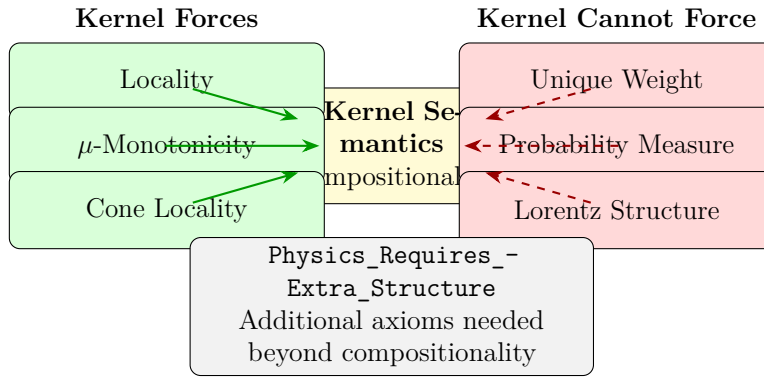 Kernel Forces
Kernel Cannot Force
Locality
μ-Monotonicity
Cone Locality
Kernel Se-
mantics
mpositional
Unique Weight
Probability Measure
Lorentz Structure
Physics_Requires_-
Extra_Structure
Additional axioms needed
beyond compositionality